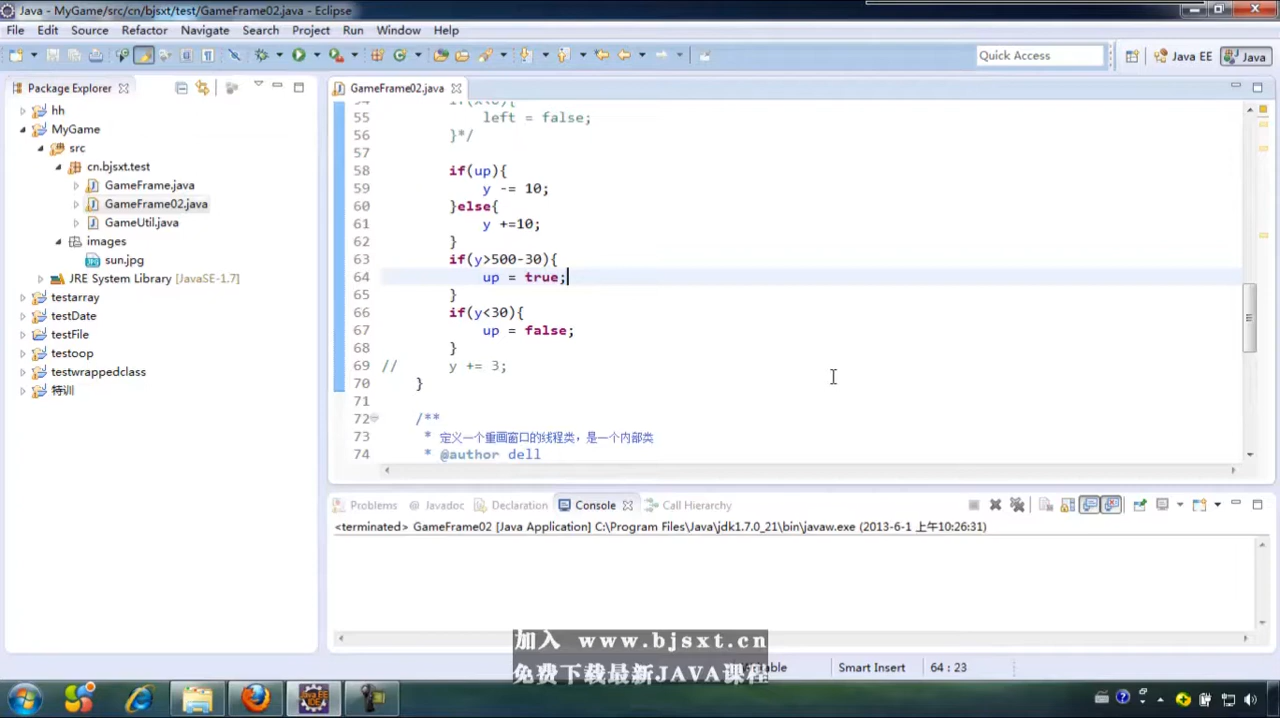 Java - MyGame/src/cn/bjsxt/test/GameFrame02.java - Eclipse
File Edit Source Refactor Navigate Search Project Run Window Help
Quick Access
Java EE
Java
Package Explorer
GameFrame02.java
hh
MyGame
src
cn.bjsxt.test
GameFrame.java
GameFrame02.java
GameUtil.java
images
sun.jpg
JRE System Library [JavaSE-1.7]
testarray
testDate
testFile
testoop
testwrappedclass
特训
55 left = false;
56 }*/
57
58 if(up){
59 y -= 10;
60 }else{
61 y +=10;
62 }
63 if(y>500-30){
64 up = true;
65 }
66 if(y<30){
67 up = false;
68 }
69 // y += 3;
70 }
71
72 /**
73 * 定义一个重画窗口的线程类，是一个内部类
74 * @author dell
Problems @ Javadoc Declaration Console Call Hierarchy
<terminated> GameFrame02 [Java Application] C:\Program Files\Java\jdk1.7.0_21\bin\javaw.exe (2013-6-1 上午10:26:31)
加入 www.bjsxt.cn
免费下载最新JAVA课程
Smart Insert
64 : 23